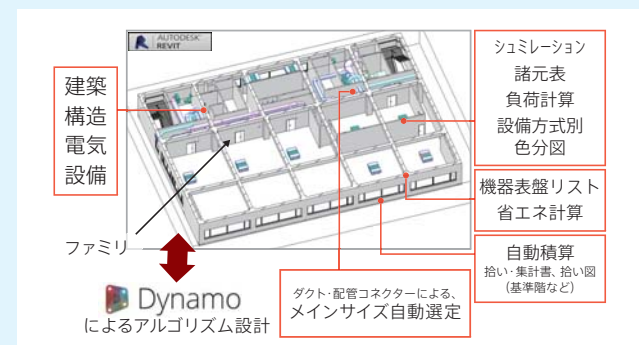 AUTODESK
REVIT
建築
構造
電気
設備
シュミレーション
諸元表
負荷計算
設備方式別
色分図
機器表盤リスト
省エネ計算
自動積算
拾い・集計書、拾い図
(基準階など)
ダクト・配管コネクターによる、
メインサイズ自動選定
ファミリ
Dynamo
によるアルゴリズム設計